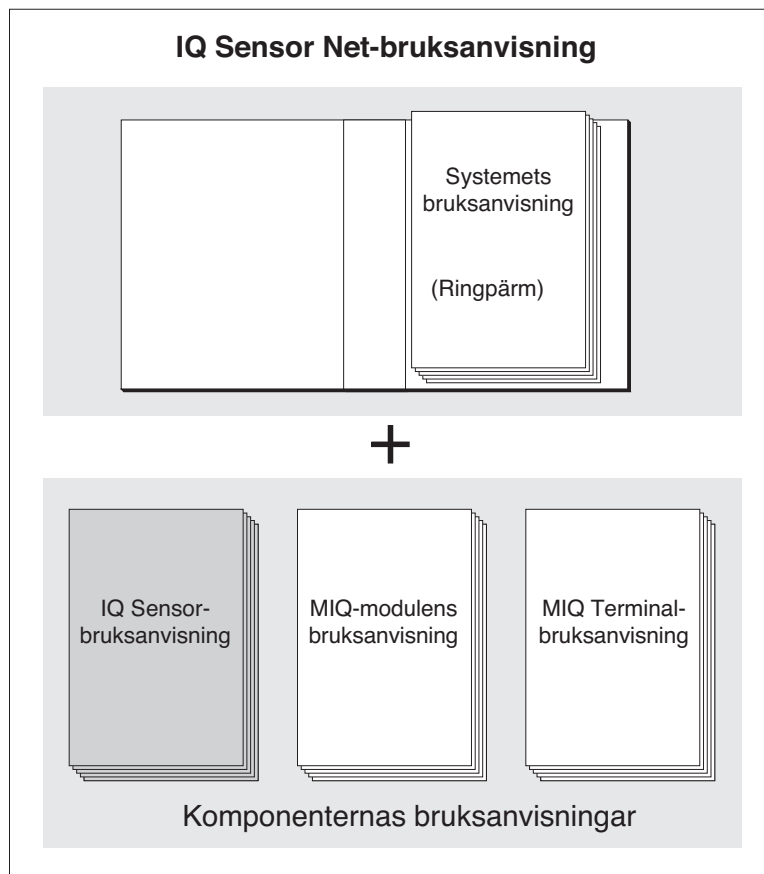 IQ Sensor Net-bruksanvisning
Systemets
bruksanvisning
(Ringpärm)
+
IQ Sensor-
bruksanvisning
MIQ-modulens
bruksanvisning
MIQ Terminal-
bruksanvisning
Komponenternas bruksanvisningar